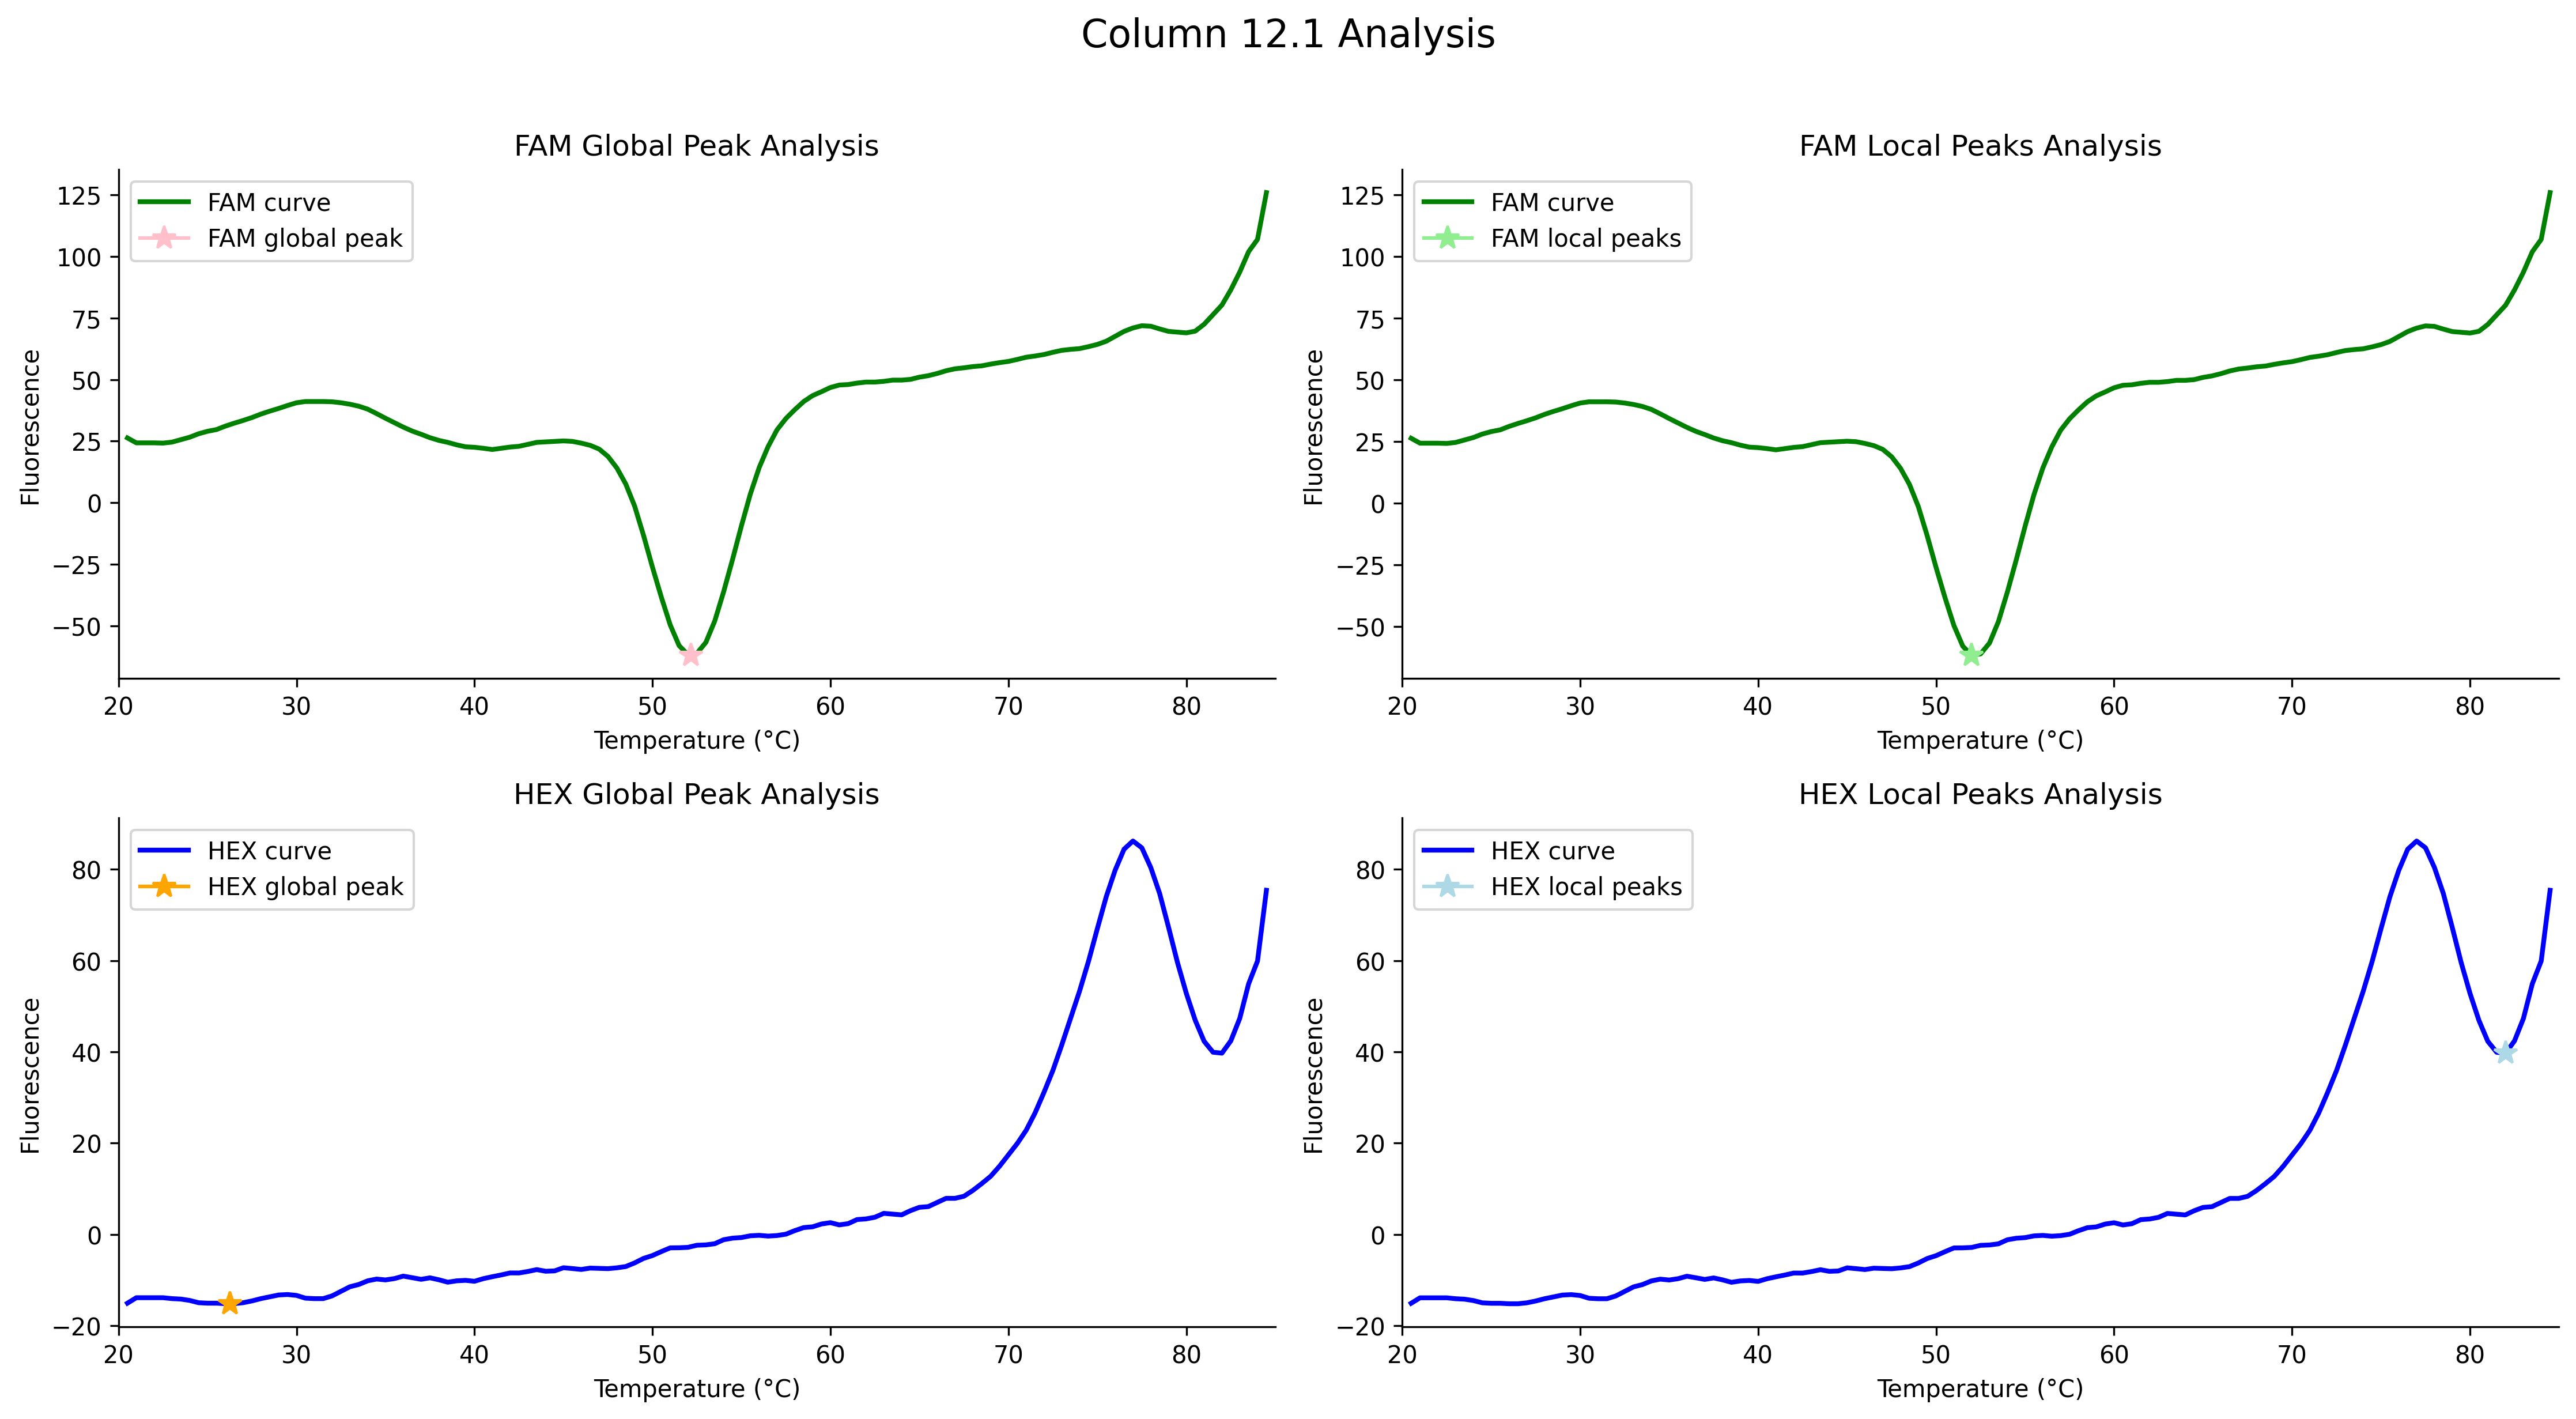 Column 12.1 Analysis
FAM Global Peak Analysis
FAM curve
FAM global peak
125
100
75
50
25
0
−25
−50
Fluorescence
20 30 40 50 60 70 80
Temperature (°C)
FAM Local Peaks Analysis
FAM curve
FAM local peaks
125
100
75
50
25
0
−25
−50
Fluorescence
20 30 40 50 60 70 80
Temperature (°C)
HEX Global Peak Analysis
HEX curve
HEX global peak
80
60
40
20
0
−20
Fluorescence
20 30 40 50 60 70 80
Temperature (°C)
HEX Local Peaks Analysis
HEX curve
HEX local peaks
80
60
40
20
0
−20
Fluorescence
20 30 40 50 60 70 80
Temperature (°C)